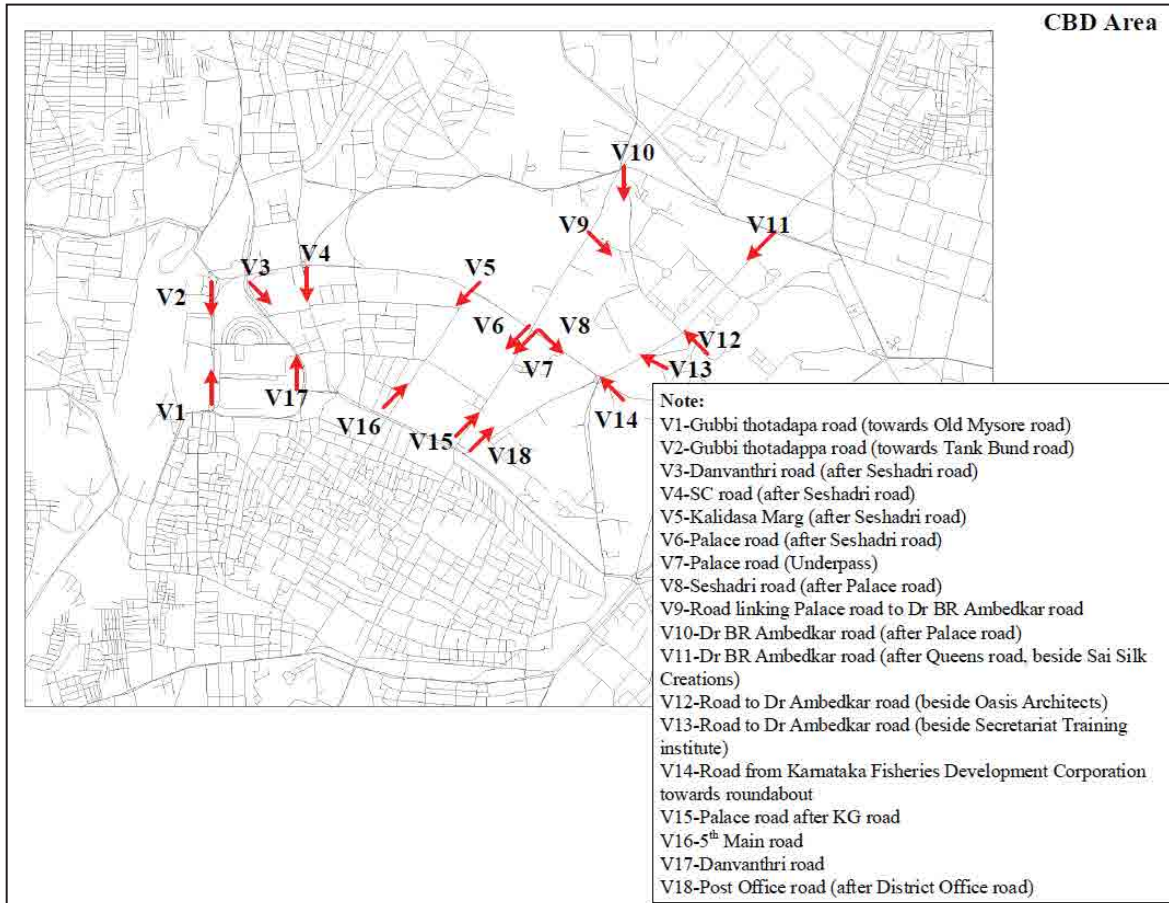 CBD Area
V10
V9
V11
V3
V4
V5
V2
V6
V8
V7
V12
V13
V1
V17
V16
V14
V15
V18
Note:
V1-Gubbi thotadapa road (towards Old Mysore road)
V2-Gubbi thotadappa road (towards Tank Bund road)
V3-Danvanthri road (after Seshadri road)
V4-SC road (after Seshadri road)
V5-Kalidasa Marg (after Seshadri road)
V6-Palace road (after Seshadri road)
V7-Palace road (Underpass)
V8-Seshadri road (after Palace road)
V9-Road linking Palace road to Dr BR Ambedkar road
V10-Dr BR Ambedkar road (after Palace road)
V11-Dr BR Ambedkar road (after Queens road, beside Sai Silk
Creations)
V12-Road to Dr Ambedkar road (beside Oasis Architects)
V13-Road to Dr Ambedkar road (beside Secretariat Training
institute)
V14-Road from Karnataka Fisheries Development Corporation
towards roundabout
V15-Palace road after KG road
V16-5th Main road
V17-Danvanthri road
V18-Post Office road (after District Office road)